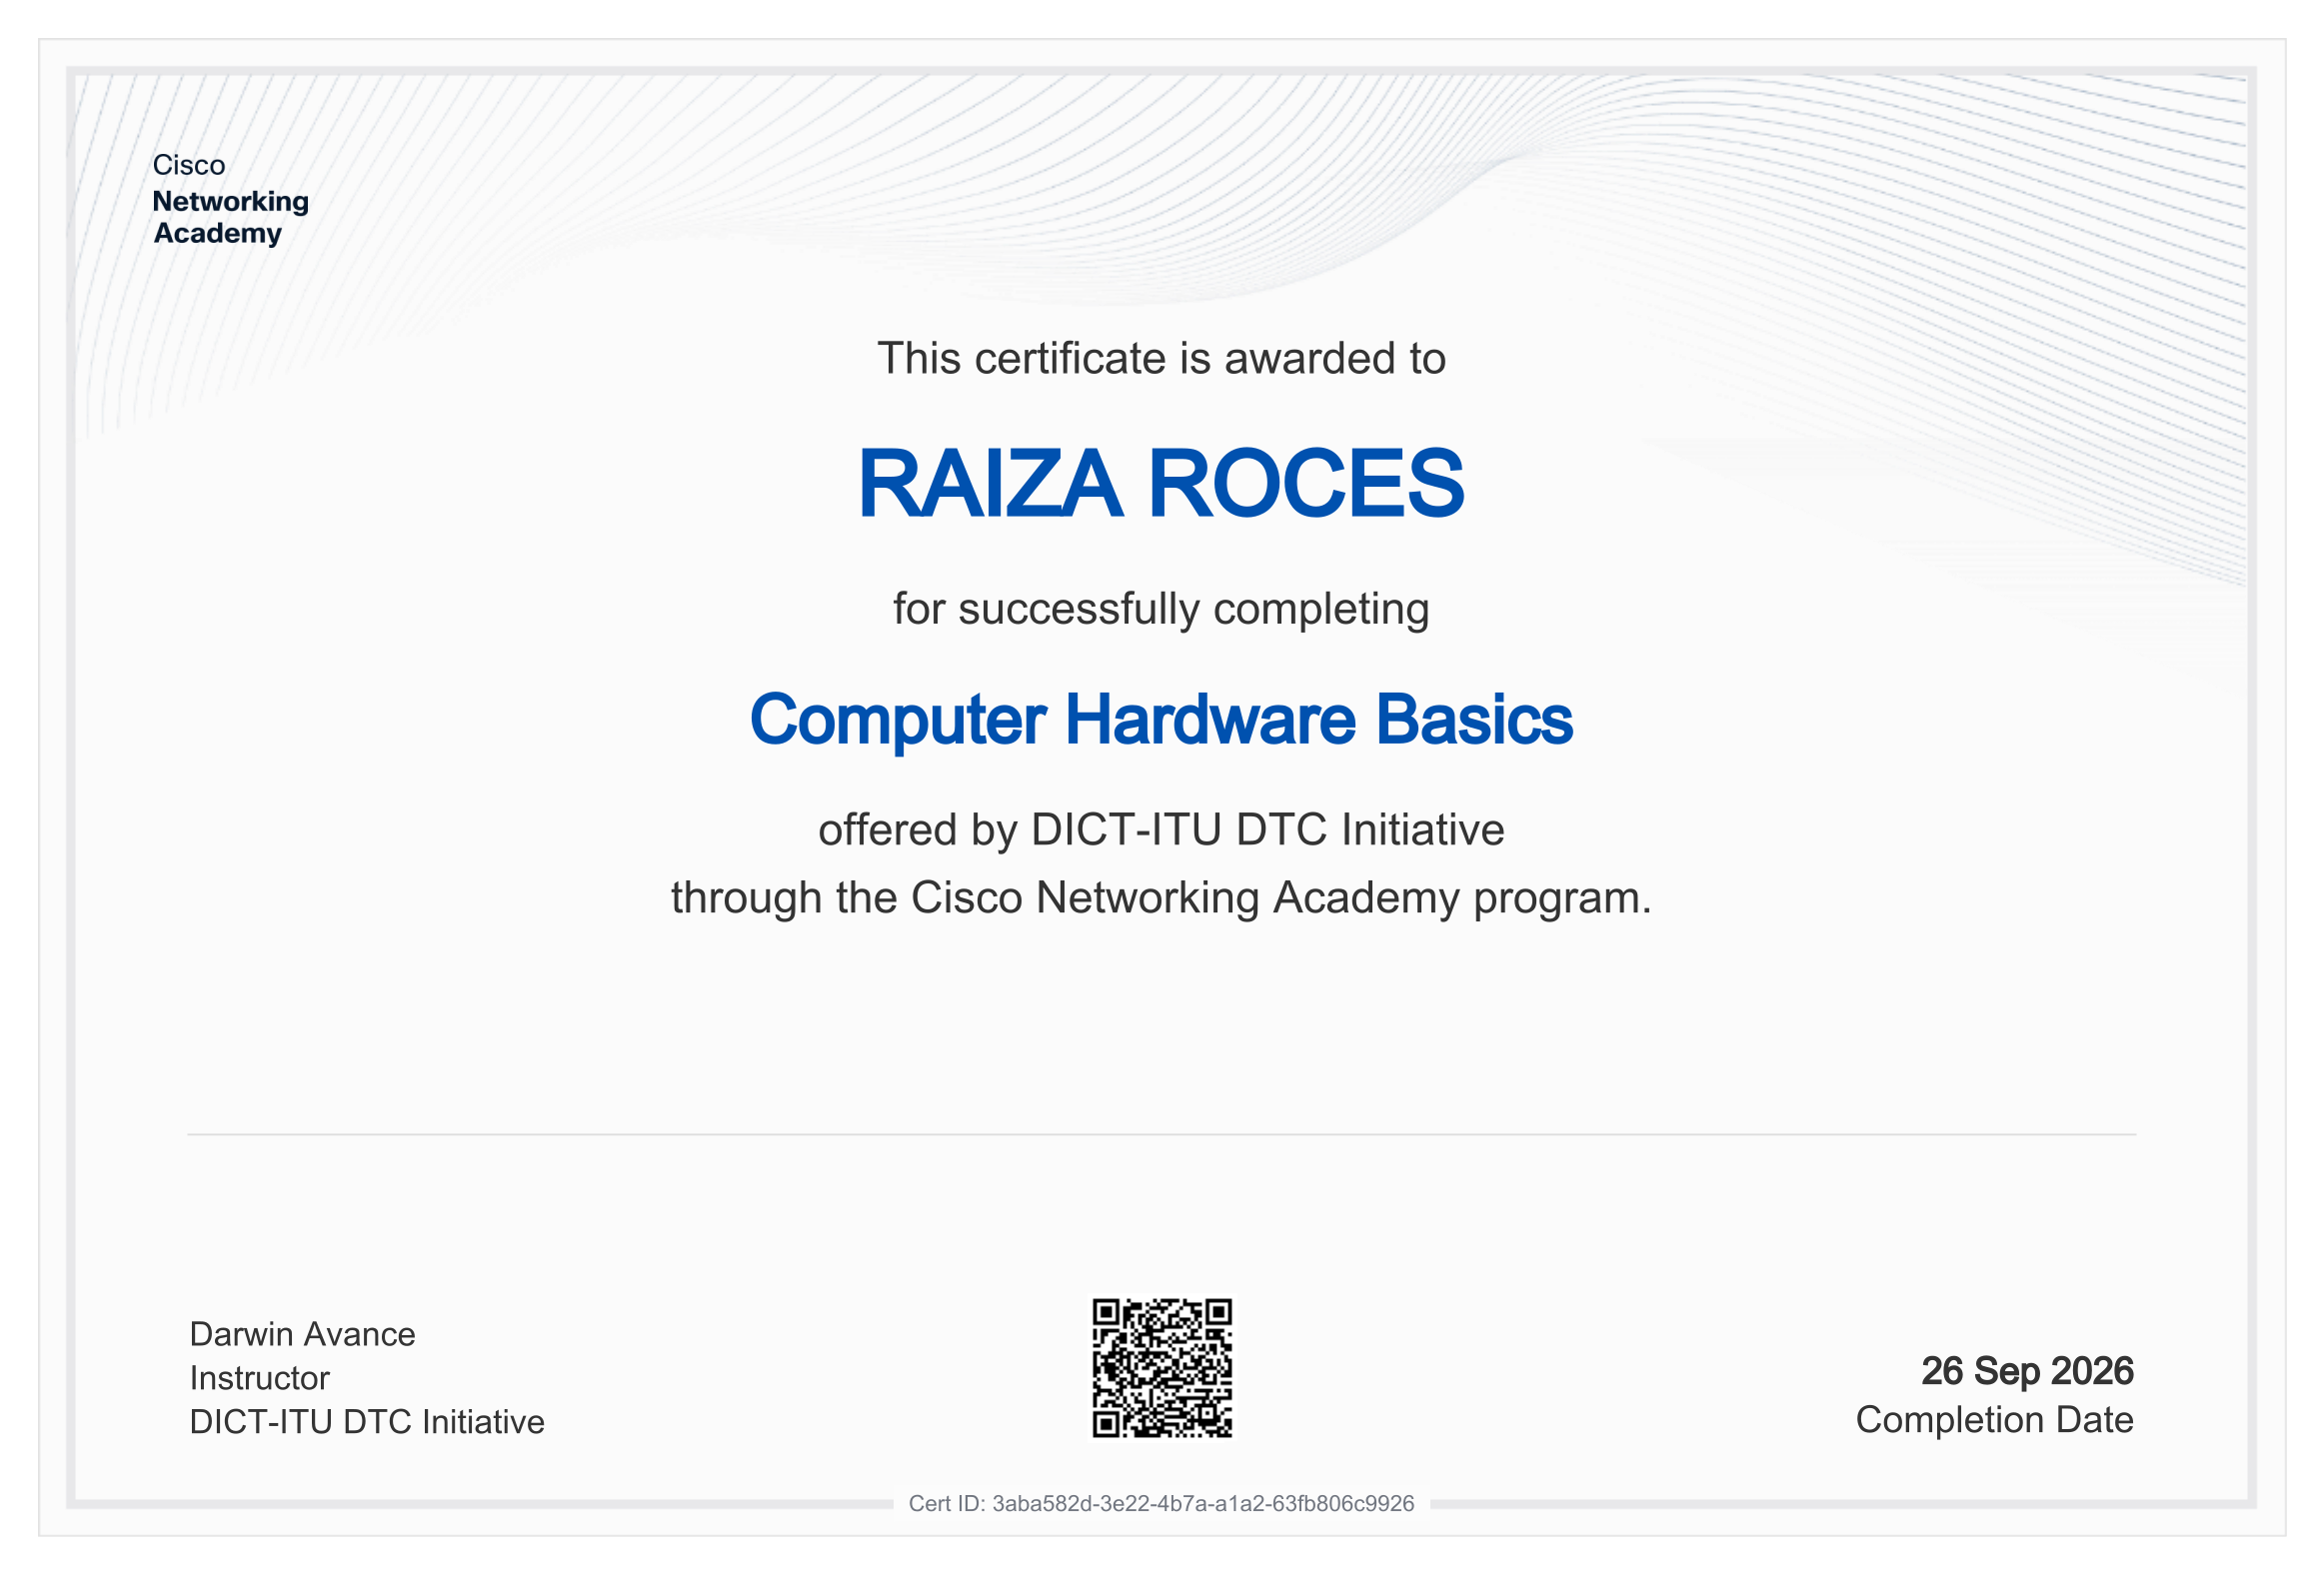 Cisco
Networking
Academy
This certificate is awarded to
RAIZA ROCES
for successfully completing
Computer Hardware Basics
offered by DICT-ITU DTC Initiative
through the Cisco Networking Academy program.
Darwin Avance
Instructor
DICT-ITU DTC Initiative
26 Sep 2026
Completion Date
Cert ID: 3aba582d-3e22-4b7a-a1a2-63fb806c9926